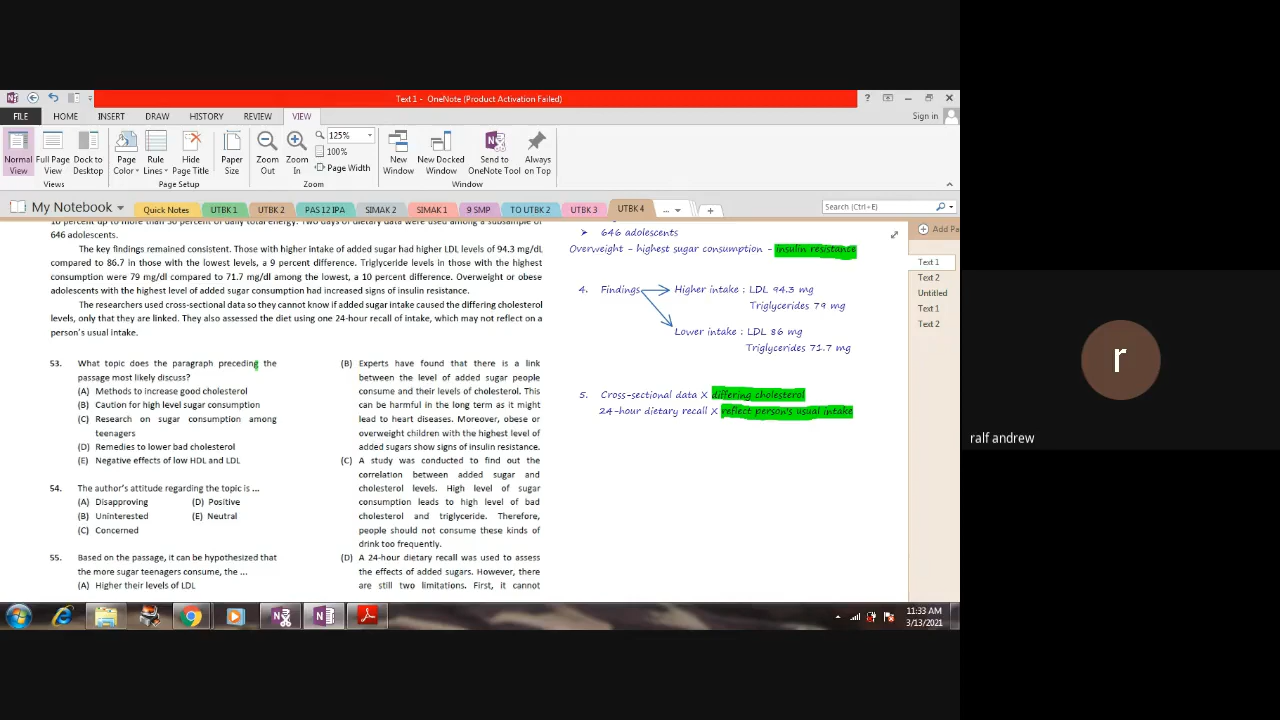 Text 1 - OneNote (Product Activation Failed)
?
Sign in
FILE HOME INSERT DRAW HISTORY REVIEW VIEW
Normal View
Full Page View
Dock to Desktop
Page Color
Rule Lines
Hide Page Title
Paper Size
Zoom Out
Zoom In
125%
100%
Page Width
New Window
New Docked Window
Send to OneNote Tool
Always on Top
Views Page Setup Zoom Window
My Notebook Quick Notes UTBK 1 UTBK 2 PAS 12 IPA SIMAK 2 SIMAK 1 9 SMP TO UTBK 2 UTBK 3 UTBK 4 ... +
Search (Ctrl+E)
Add Pa
Text 1
Text 2
Untitled
Text 1
Text 2
10 percent up to more than 30 percent of daily total energy. Two days of dietary data were used among a subsample of
646 adolescents.
The key findings remained consistent. Those with higher intake of added sugar had higher LDL levels of 94.3 mg/dl,
compared to 86.7 in those with the lowest levels, a 9 percent difference. Triglyceride levels in those with the highest
consumption were 79 mg/dl compared to 71.7 mg/dl among the lowest, a 10 percent difference. Overweight or obese
adolescents with the highest level of added sugar consumption had increased signs of insulin resistance.
The researchers used cross-sectional data so they cannot know if added sugar intake caused the differing cholesterol
levels, only that they are linked. They also assessed the diet using one 24-hour recall of intake, which may not reflect on a
person's usual intake.
53. What topic does the paragraph preceding the
passage most likely discuss?
(A) Methods to increase good cholesterol
(B) Caution for high level sugar consumption
(C) Research on sugar consumption among
teenagers
(D) Remedies to lower bad cholesterol
(E) Negative effects of low HDL and LDL
54. The author's attitude regarding the topic is ...
(A) Disapproving (D) Positive
(B) Uninterested (E) Neutral
(C) Concerned
55. Based on the passage, it can be hypothesized that
the more sugar teenagers consume, the ...
(A) Higher their levels of LDL
(B) Experts have found that there is a link
between the level of added sugar people
consume and their levels of cholesterol. This
can be harmful in the long term as it might
lead to heart diseases. Moreover, obese or
overweight children with the highest level of
added sugars show signs of insulin resistance.
(C) A study was conducted to find out the
correlation between added sugar and
cholesterol levels. High level of sugar
consumption leads to high level of bad
cholesterol and triglyceride. Therefore,
people should not consume these kinds of
drink too frequently.
(D) A 24-hour dietary recall was used to assess
the effects of added sugars. However, there
are still two limitations. First, it cannot
➤ 646 adolescents
Overweight - highest sugar consumption - insulin resistance
4. Findings
Higher intake : LDL 94.3 mg
Triglycerides 79 mg
Lower intake : LDL 86 mg
Triglycerides 71.7 mg
5. Cross-sectional data X differing cholesterol
24-hour dietary recall X reflect person's usual intake
r
ralf andrew
11:33 AM
3/13/2021